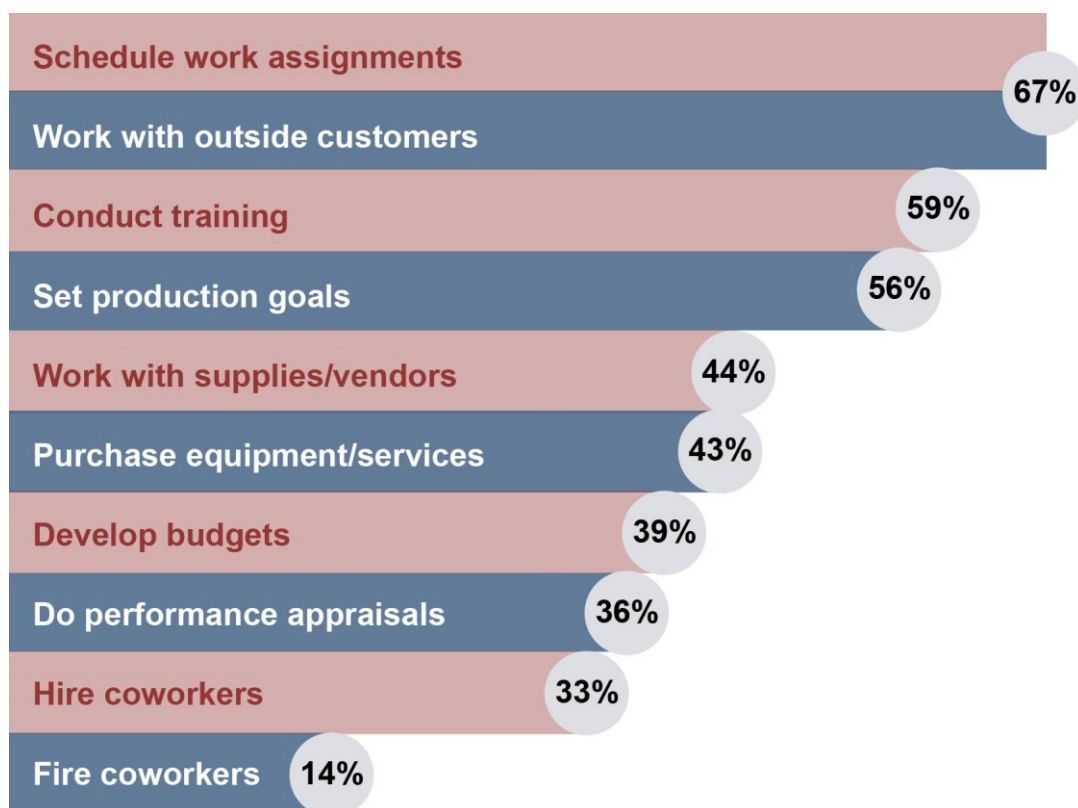 Schedule work assignments
67%
Work with outside customers
Conduct training
59%
Set production goals
56%
Work with supplies/vendors
44%
Purchase equipment/services
43%
Develop budgets
39%
Do performance appraisals
36%
Hire coworkers
33%
Fire coworkers
14%